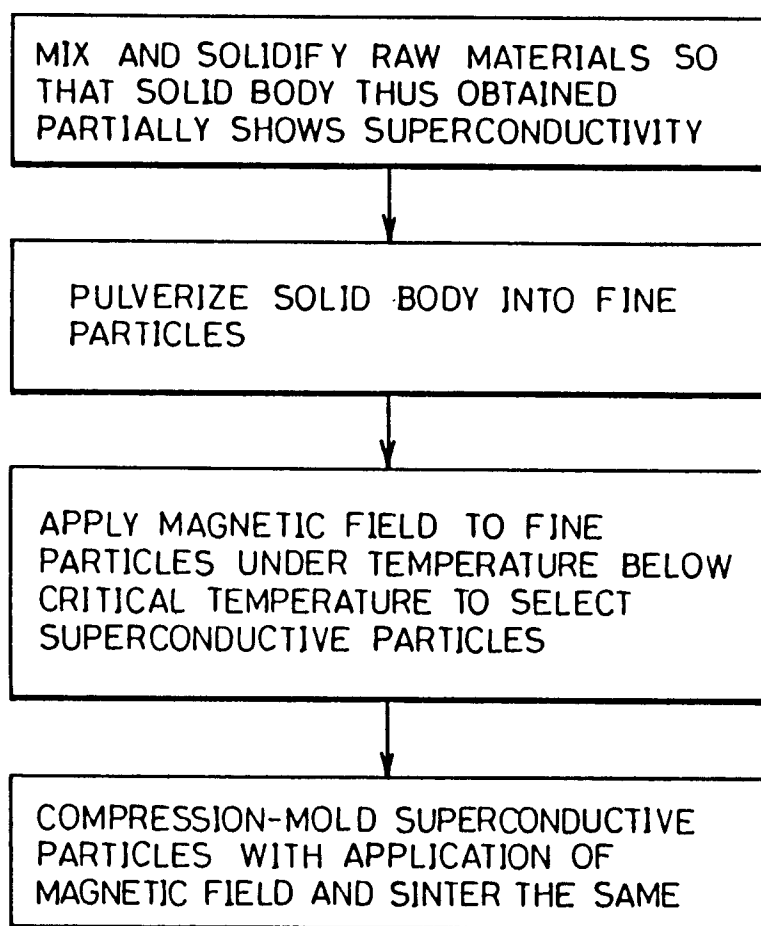 MIX AND SOLIDIFY RAW MATERIALS SO
THAT SOLID BODY THUS OBTAINED
PARTIALLY SHOWS SUPERCONDUCTIVITY
PULVERIZE SOLID BODY INTO FINE
PARTICLES
APPLY MAGNETIC FIELD TO FINE
PARTICLES UNDER TEMPERATURE BELOW
CRITICAL TEMPERATURE TO SELECT
SUPERCONDUCTIVE PARTICLES
COMPRESSION-MOLD SUPERCONDUCTIVE
PARTICLES WITH APPLICATION OF
MAGNETIC FIELD AND SINTER THE SAME